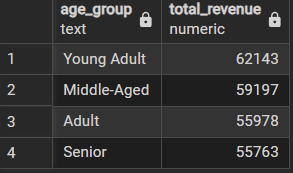 age_group total_revenue
text numeric
1 Young Adult 62143
2 Middle-Aged 59197
3 Adult 55978
4 Senior 55763